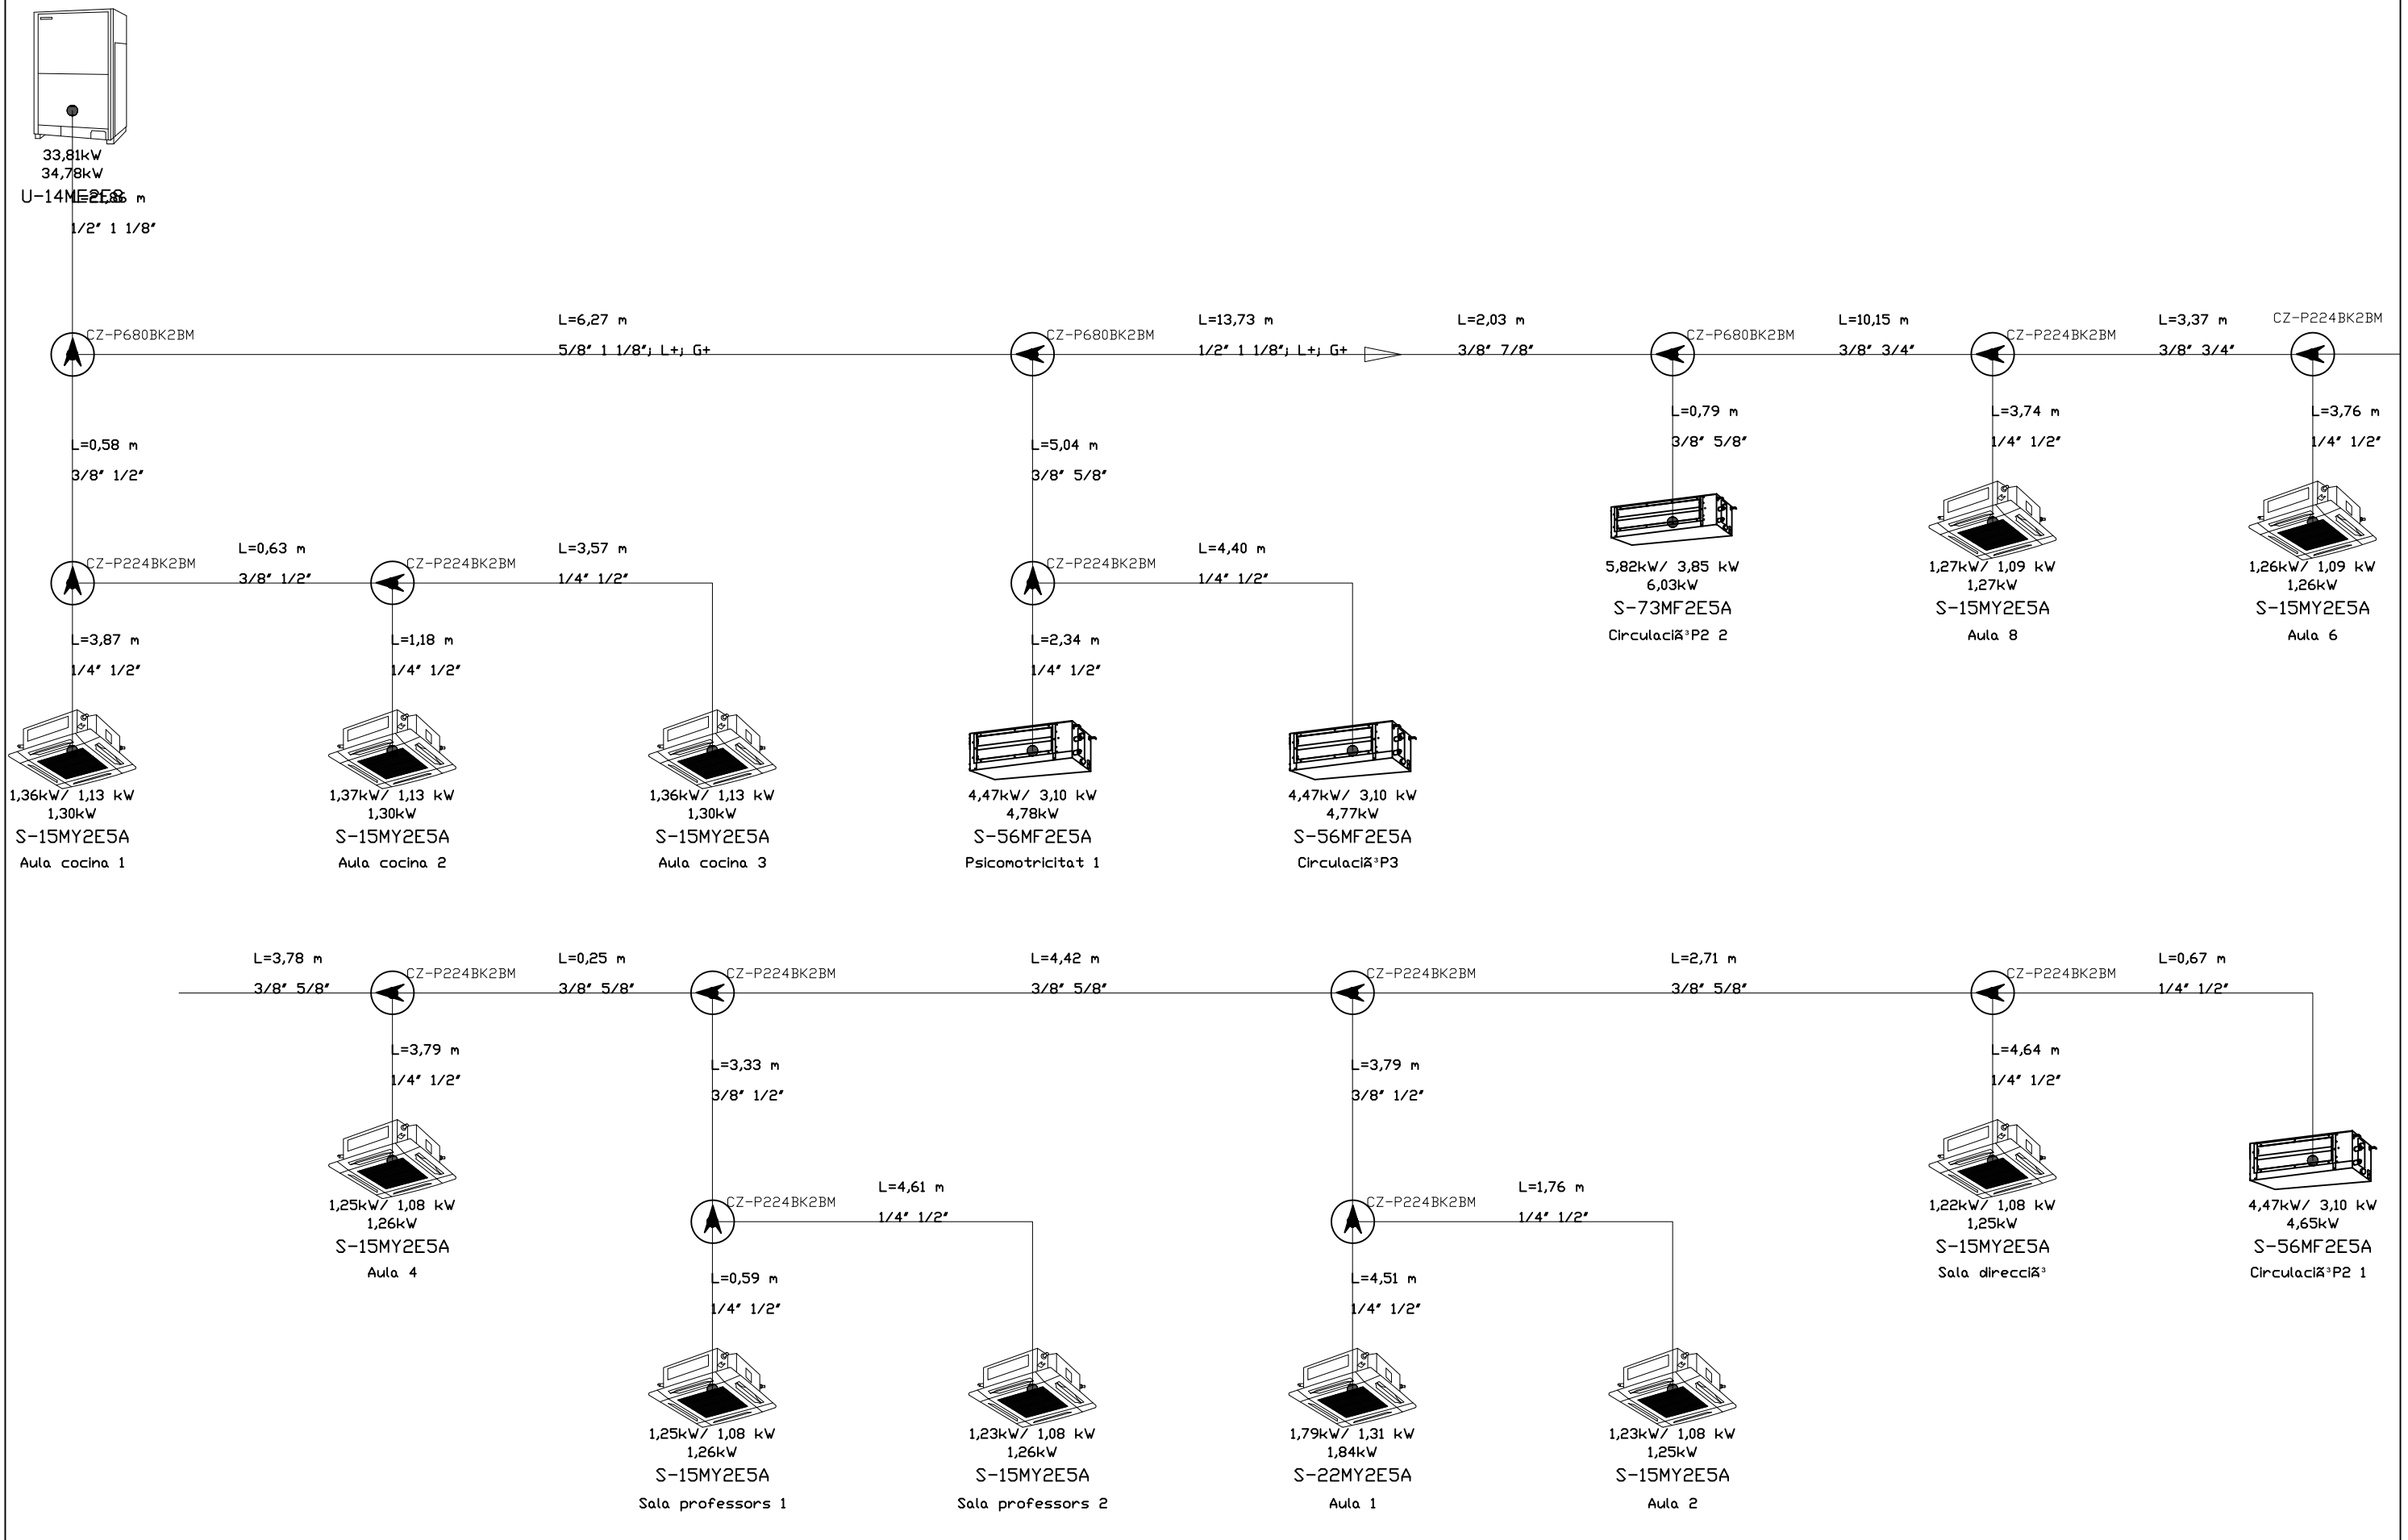 33,81kW
34,78kW
U-14ME2E8
L=21,86 m
1/2" 1 1/8"
CZ-P680BK2BM
L=6,27 m
5/8" 1 1/8"; L+; G+
CZ-P680BK2BM
L=13,73 m
1/2" 1 1/8"; L+; G+
L=2,03 m
3/8" 7/8"
CZ-P680BK2BM
L=10,15 m
3/8" 3/4"
CZ-P224BK2BM
L=3,37 m
3/8" 3/4"
CZ-P224BK2BM
L=0,58 m
3/8" 1/2"
L=5,04 m
3/8" 5/8"
L=0,79 m
3/8" 5/8"
L=3,74 m
1/4" 1/2"
L=3,76 m
1/4" 1/2"
CZ-P224BK2BM
L=0,63 m
3/8" 1/2"
CZ-P224BK2BM
L=3,57 m
1/4" 1/2"
CZ-P224BK2BM
L=4,40 m
1/4" 1/2"
5,82kW/ 3,85 kW
6,03kW
S-73MF2E5A
CirculaciÃ³P2 2
1,27kW/ 1,09 kW
1,27kW
S-15MY2E5A
Aula 8
1,26kW/ 1,09 kW
1,26kW
S-15MY2E5A
Aula 6
L=3,87 m
1/4" 1/2"
L=1,18 m
1/4" 1/2"
L=2,34 m
1/4" 1/2"
1,36kW/ 1,13 kW
1,30kW
S-15MY2E5A
Aula cocina 1
1,37kW/ 1,13 kW
1,30kW
S-15MY2E5A
Aula cocina 2
1,36kW/ 1,13 kW
1,30kW
S-15MY2E5A
Aula cocina 3
4,47kW/ 3,10 kW
4,78kW
S-56MF2E5A
Psicomotricitat 1
4,47kW/ 3,10 kW
4,77kW
S-56MF2E5A
CirculaciÃ³P3
L=3,78 m
3/8" 5/8"
CZ-P224BK2BM
L=0,25 m
3/8" 5/8"
CZ-P224BK2BM
L=4,42 m
3/8" 5/8"
CZ-P224BK2BM
L=2,71 m
3/8" 5/8"
CZ-P224BK2BM
L=0,67 m
1/4" 1/2"
L=3,79 m
1/4" 1/2"
L=3,33 m
3/8" 1/2"
L=3,79 m
3/8" 1/2"
L=4,64 m
1/4" 1/2"
1,25kW/ 1,08 kW
1,26kW
S-15MY2E5A
Aula 4
CZ-P224BK2BM
L=4,61 m
1/4" 1/2"
CZ-P224BK2BM
L=1,76 m
1/4" 1/2"
1,22kW/ 1,08 kW
1,25kW
S-15MY2E5A
Sala direcciÃ³
4,47kW/ 3,10 kW
4,65kW
S-56MF2E5A
CirculaciÃ³P2 1
L=0,59 m
1/4" 1/2"
L=4,51 m
1/4" 1/2"
1,25kW/ 1,08 kW
1,26kW
S-15MY2E5A
Sala professors 1
1,23kW/ 1,08 kW
1,26kW
S-15MY2E5A
Sala professors 2
1,79kW/ 1,31 kW
1,84kW
S-22MY2E5A
Aula 1
1,23kW/ 1,08 kW
1,25kW
S-15MY2E5A
Aula 2